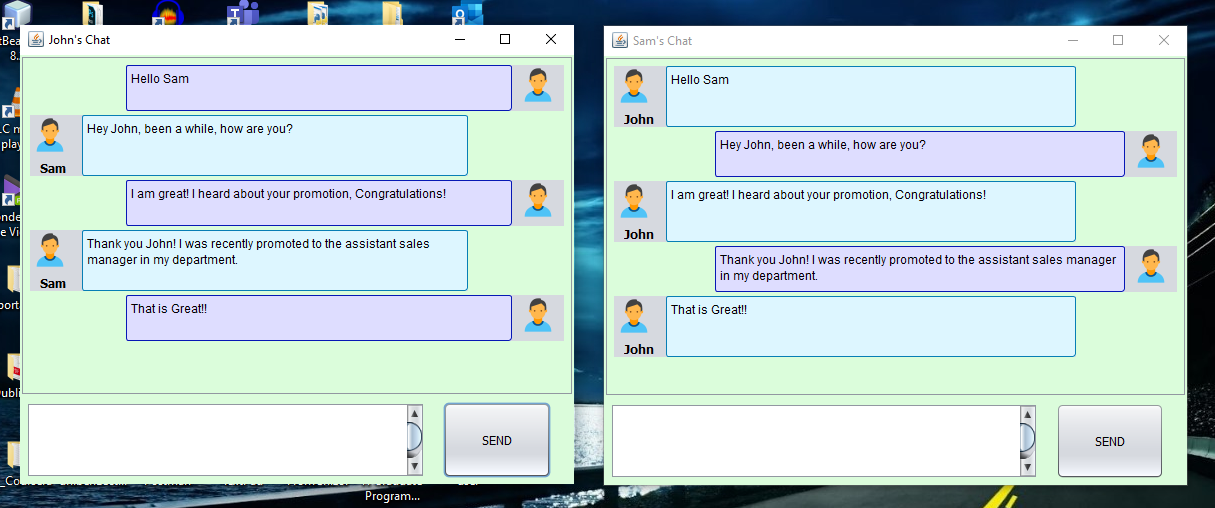 John's Chat
Hello Sam
Hey John, been a while, how are you?
Sam
I am great! I heard about your promotion, Congratulations!
Thank you John! I was recently promoted to the assistant sales
manager in my department.
Sam
That is Great!!
SEND
Sam's Chat
Hello Sam
John
Hey John, been a while, how are you?
I am great! I heard about your promotion, Congratulations!
John
Thank you John! I was recently promoted to the assistant sales manager
in my department.
That is Great!!
John
SEND
8.
play
Program...